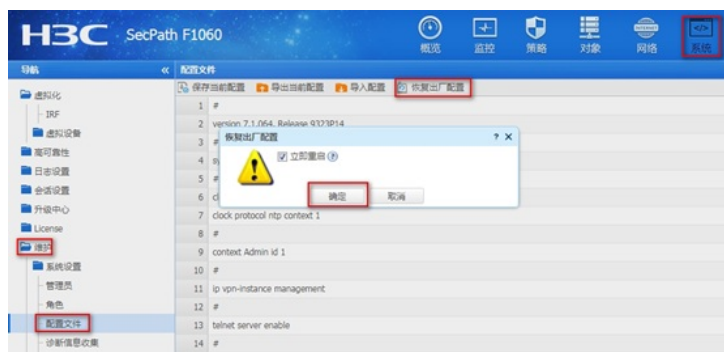 H3C SecPath F1060
概览 监控 策略 对象 网络 系统
导航 « 配置文件
保存当前配置 导出当前配置 导入配置 恢复出厂配置
虚拟化
IRF
虚拟设备
高可靠性
日志设置
会话设置
升级中心
License
维护
系统设置
管理员
角色
配置文件
诊断信息收集
1 #
2 version 7.1.064, Release 9323P14
3 #
4 sy
5 #
6 cl
7 clock protocol ntp context 1
8 #
9 context Admin id 1
10 #
11 ip vpn-instance management
12 #
13 telnet server enable
14 #
恢复出厂配置 ? X
立即重启 ?
确定 取消